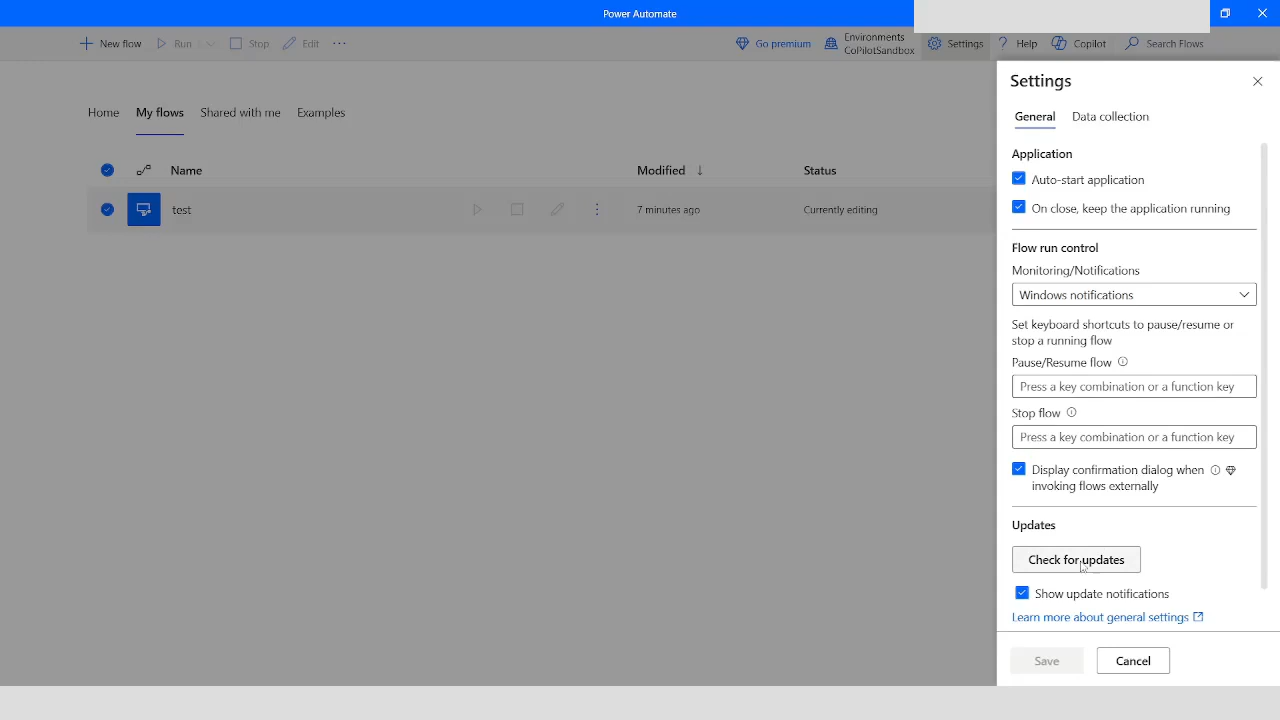 Power Automate
New flow Run Stop Edit ···
Go premium
Environments
CoPilotSandbox
Settings Help Copilot Search Flows
Home My flows Shared with me Examples
Name Modified ↓ Status
test 7 minutes ago Currently editing
Settings
General Data collection
Application
Auto-start application
On close, keep the application running
Flow run control
Monitoring/Notifications
Windows notifications
Set keyboard shortcuts to pause/resume or
stop a running flow
Pause/Resume flow
Press a key combination or a function key
Stop flow
Press a key combination or a function key
Display confirmation dialog when
invoking flows externally
Updates
Check for updates
Show update notifications
Learn more about general settings
Save Cancel